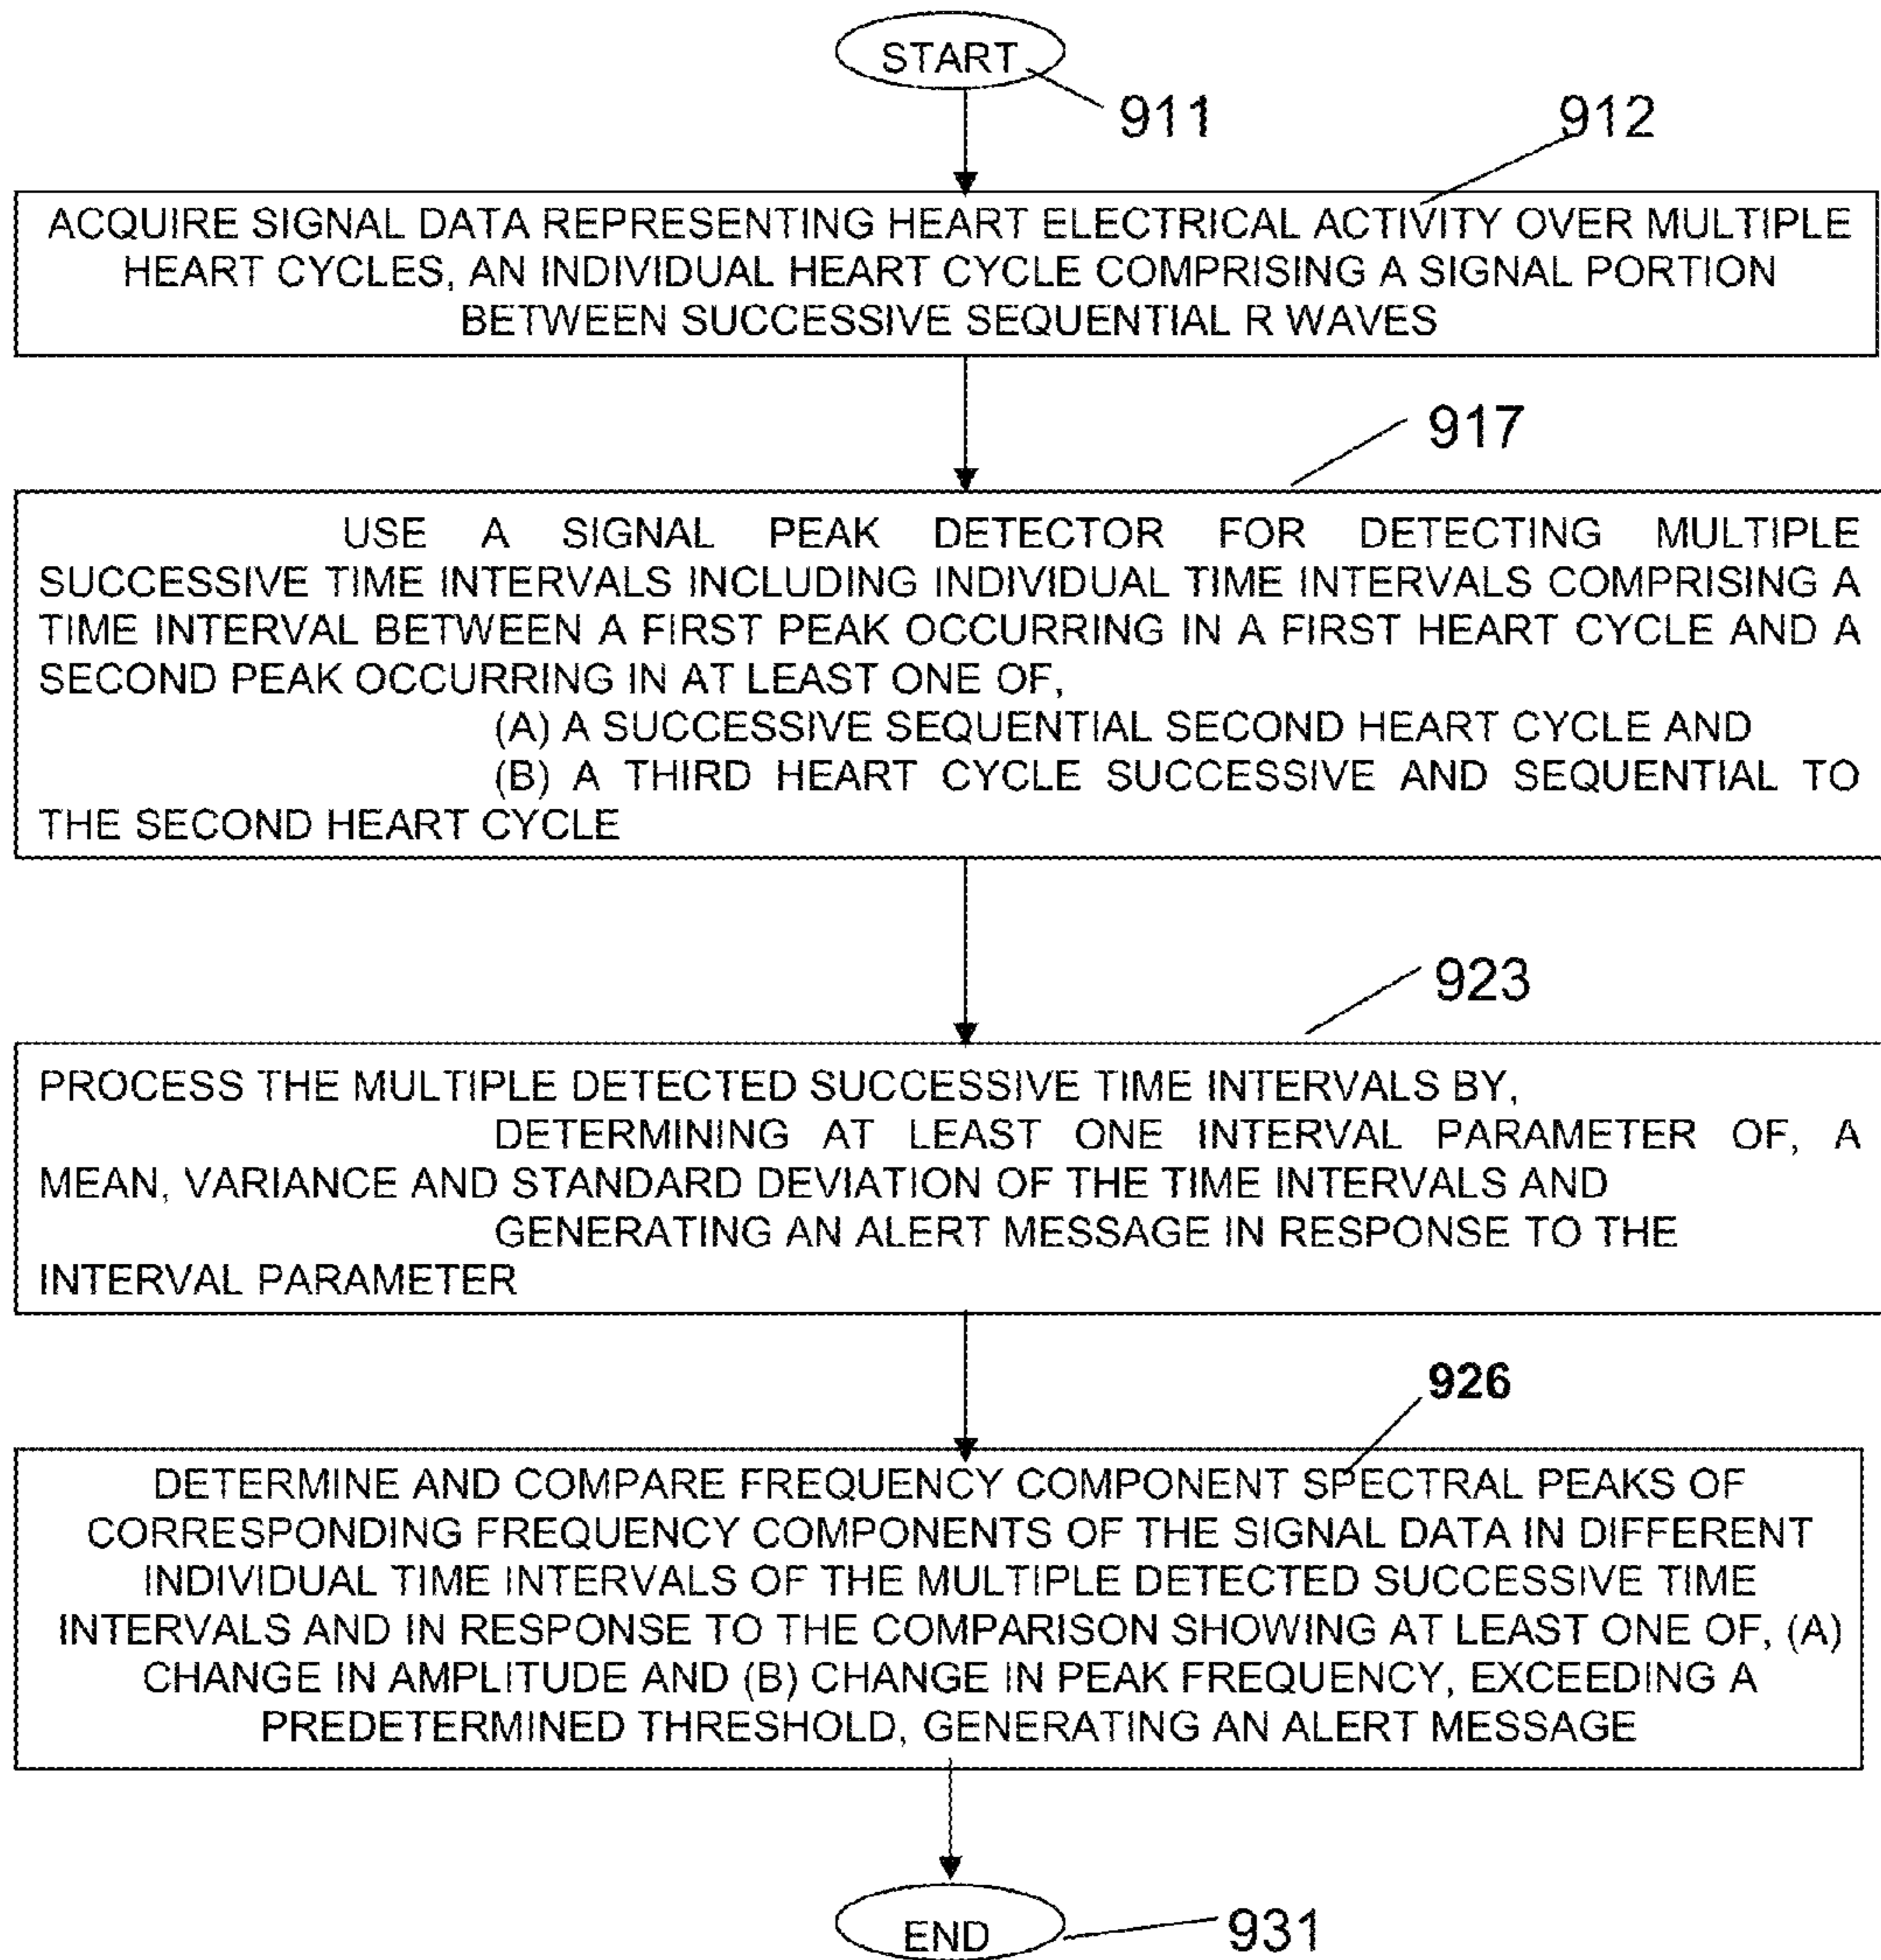 START
911
912
ACQUIRE SIGNAL DATA REPRESENTING HEART ELECTRICAL ACTIVITY OVER MULTIPLE
HEART CYCLES, AN INDIVIDUAL HEART CYCLE COMPRISING A SIGNAL PORTION
BETWEEN SUCCESSIVE SEQUENTIAL R WAVES
917
USE A SIGNAL PEAK DETECTOR FOR DETECTING MULTIPLE
SUCCESSIVE TIME INTERVALS INCLUDING INDIVIDUAL TIME INTERVALS COMPRISING A
TIME INTERVAL BETWEEN A FIRST PEAK OCCURRING IN A FIRST HEART CYCLE AND A
SECOND PEAK OCCURRING IN AT LEAST ONE OF,
(A) A SUCCESSIVE SEQUENTIAL SECOND HEART CYCLE AND
(B) A THIRD HEART CYCLE SUCCESSIVE AND SEQUENTIAL TO
THE SECOND HEART CYCLE
923
PROCESS THE MULTIPLE DETECTED SUCCESSIVE TIME INTERVALS BY,
DETERMINING AT LEAST ONE INTERVAL PARAMETER OF, A
MEAN, VARIANCE AND STANDARD DEVIATION OF THE TIME INTERVALS AND
GENERATING AN ALERT MESSAGE IN RESPONSE TO THE
INTERVAL PARAMETER
926
DETERMINE AND COMPARE FREQUENCY COMPONENT SPECTRAL PEAKS OF
CORRESPONDING FREQUENCY COMPONENTS OF THE SIGNAL DATA IN DIFFERENT
INDIVIDUAL TIME INTERVALS OF THE MULTIPLE DETECTED SUCCESSIVE TIME
INTERVALS AND IN RESPONSE TO THE COMPARISON SHOWING AT LEAST ONE OF, (A)
CHANGE IN AMPLITUDE AND (B) CHANGE IN PEAK FREQUENCY, EXCEEDING A
PREDETERMINED THRESHOLD, GENERATING AN ALERT MESSAGE
END
931